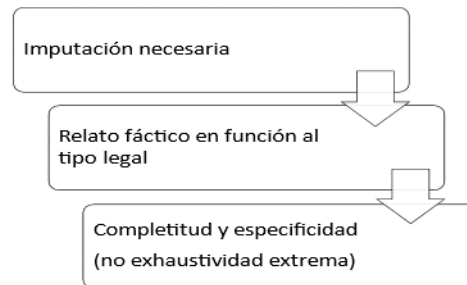 Imputación necesaria
Relato fáctico en función al
tipo legal
Completitud y especificidad
(no exhaustividad extrema)